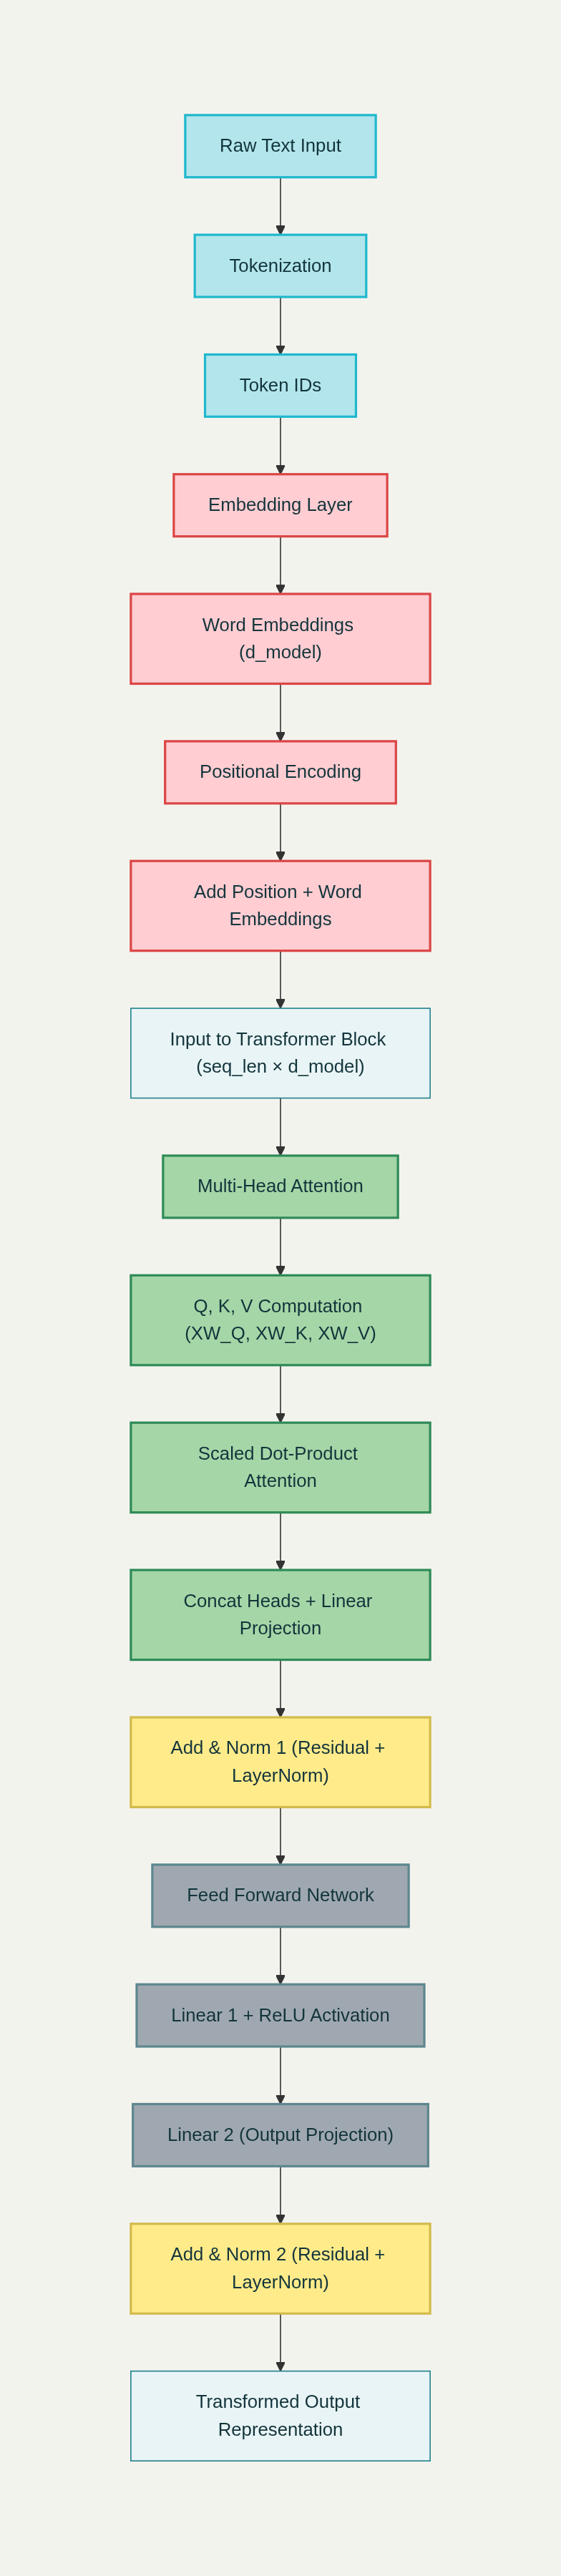 Raw Text Input
Tokenization
Token IDs
Embedding Layer
Word Embeddings
(d_model)
Positional Encoding
Add Position + Word
Embeddings
Input to Transformer Block
(seq_len × d_model)
Multi-Head Attention
Q, K, V Computation
(XW_Q, XW_K, XW_V)
Scaled Dot-Product
Attention
Concat Heads + Linear
Projection
Add & Norm 1 (Residual +
LayerNorm)
Feed Forward Network
Linear 1 + ReLU Activation
Linear 2 (Output Projection)
Add & Norm 2 (Residual +
LayerNorm)
Transformed Output
Representation